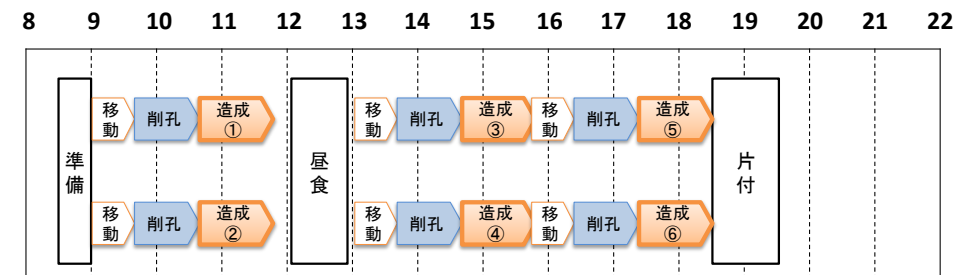 8 9 10 11 12 13 14 15 16 17 18 19 20 21 22
移動 削孔 造成① 移動 削孔 造成③ 移動 削孔 造成⑤
準備 昼食 片付
移動 削孔 造成② 移動 削孔 造成④ 移動 削孔 造成⑥